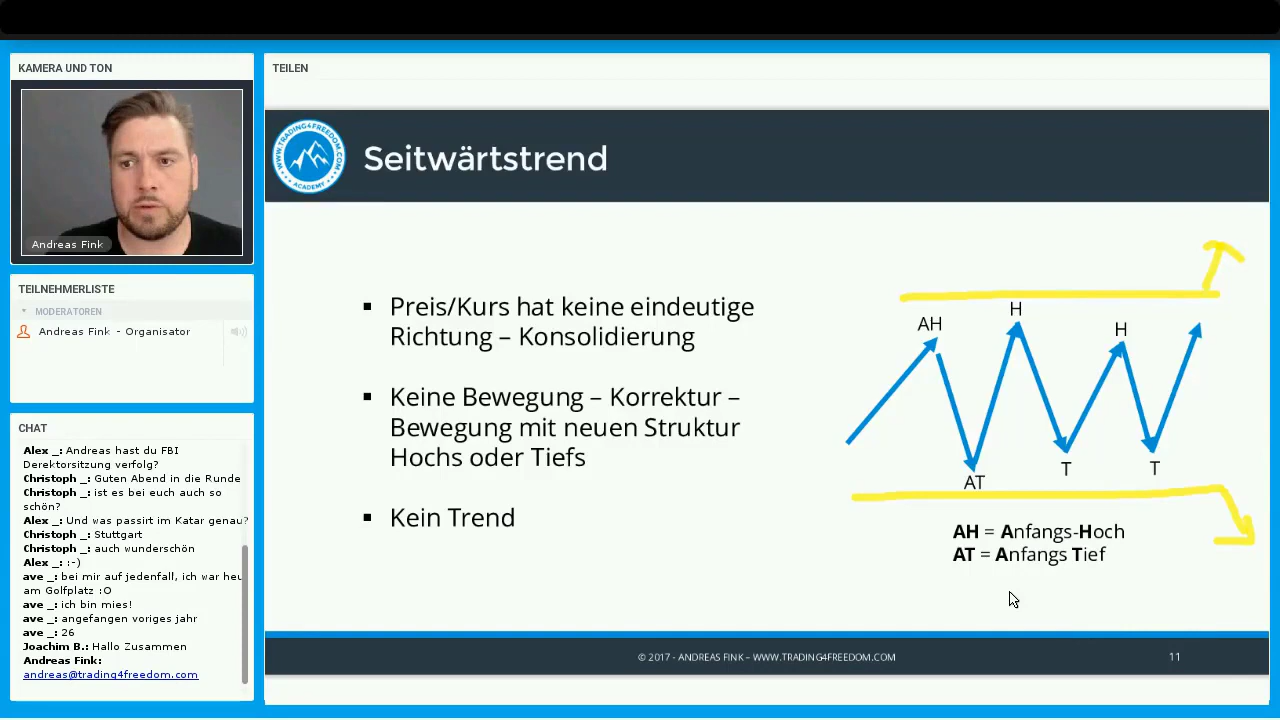 KAMERA UND TON
Andreas Fink
TEILNEHMERLISTE
MODERATOREN
Andreas Fink - Organisator
CHAT
Alex _: Andreas hast du FBI
Derektorsitzung verfolg?
Christoph _: Guten Abend in die Runde
Christoph _: ist es bei euch auch so
schön?
Alex _: Und was passirt im Katar genau?
Christoph _: Stuttgart
Christoph _: auch wunderschön
Alex _: :-)
ave _: bei mir auf jedenfall, ich war heu
am Golfplatz :O
ave _: ich bin mies!
ave _: angefangen voriges jahr
ave _: 26
Joachim B.: Hallo Zusammen
Andreas Fink:
andreas@trading4freedom.com
TEILEN
WWW.TRADING4FREEDOM.COM
ACADEMY
Seitwärtstrend
▪ Preis/Kurs hat keine eindeutige
Richtung – Konsolidierung
▪ Keine Bewegung – Korrektur –
Bewegung mit neuen Struktur
Hochs oder Tiefs
▪ Kein Trend
H
AH
H
T
T
AT
AH = Anfangs-Hoch
AT = Anfangs Tief
© 2017 - ANDREAS FINK – WWW.TRADING4FREEDOM.COM
11